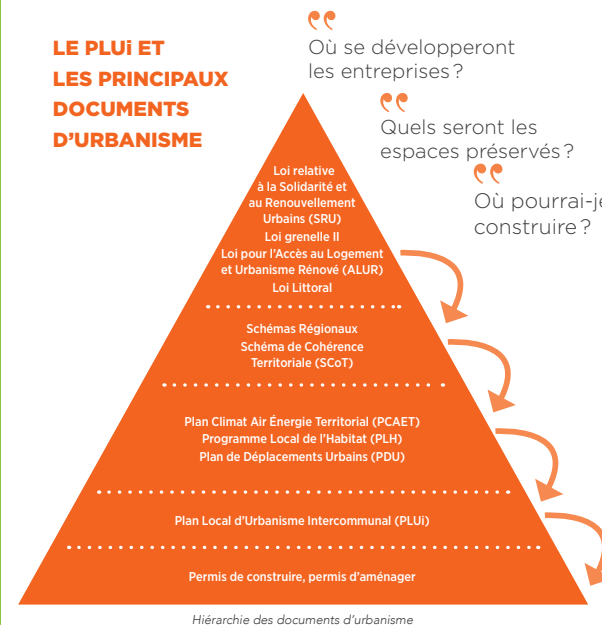 LE PLUi ET
LES PRINCIPAUX
DOCUMENTS
D'URBANISME
Où se développeront
les entreprises ?
Quels seront les
espaces préservés ?
Où pourrai-je
construire ?
Loi relative
à la Solidarité et
au Renouvellement
Urbains (SRU)
Loi grenelle II
Loi pour l'Accès au Logement
et Urbanisme Rénové (ALUR)
Loi Littoral
Schémas Régionaux
Schéma de Cohérence
Territoriale (SCoT)
Plan Climat Air Énergie Territorial (PCAET)
Programme Local de l'Habitat (PLH)
Plan de Déplacements Urbains (PDU)
Plan Local d'Urbanisme Intercommunal (PLUi)
Permis de construire, permis d'aménager
Hiérarchie des documents d'urbanisme